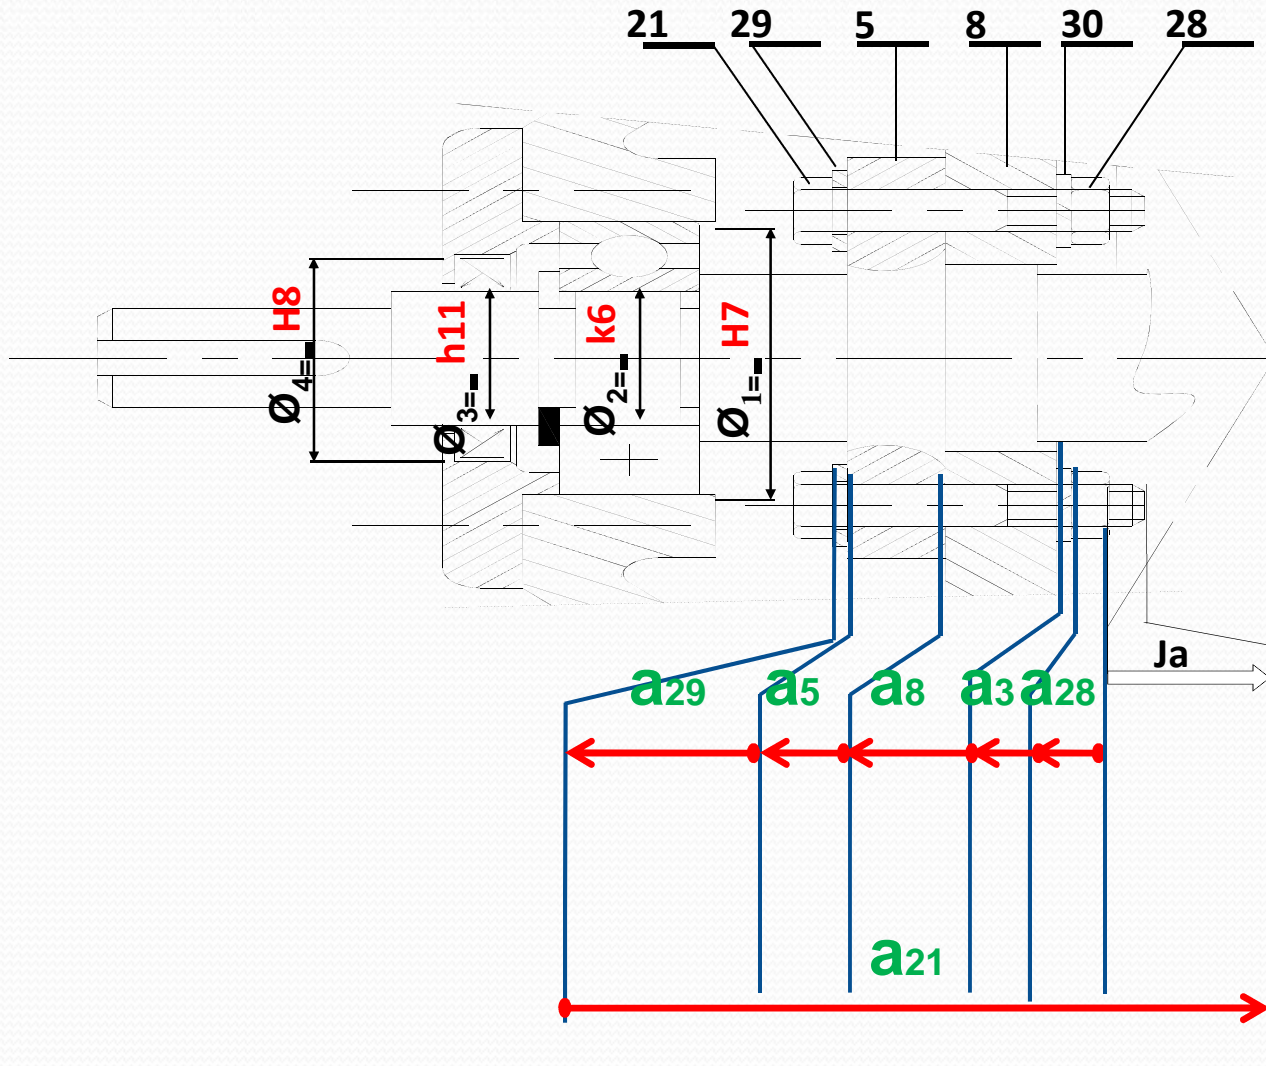 21 29 5 8 30 28
H8
Ø4=
h11
Ø3=
k6
Ø2=
H7
Ø1=
Ja
a29 a5 a8 a3 a28
a21